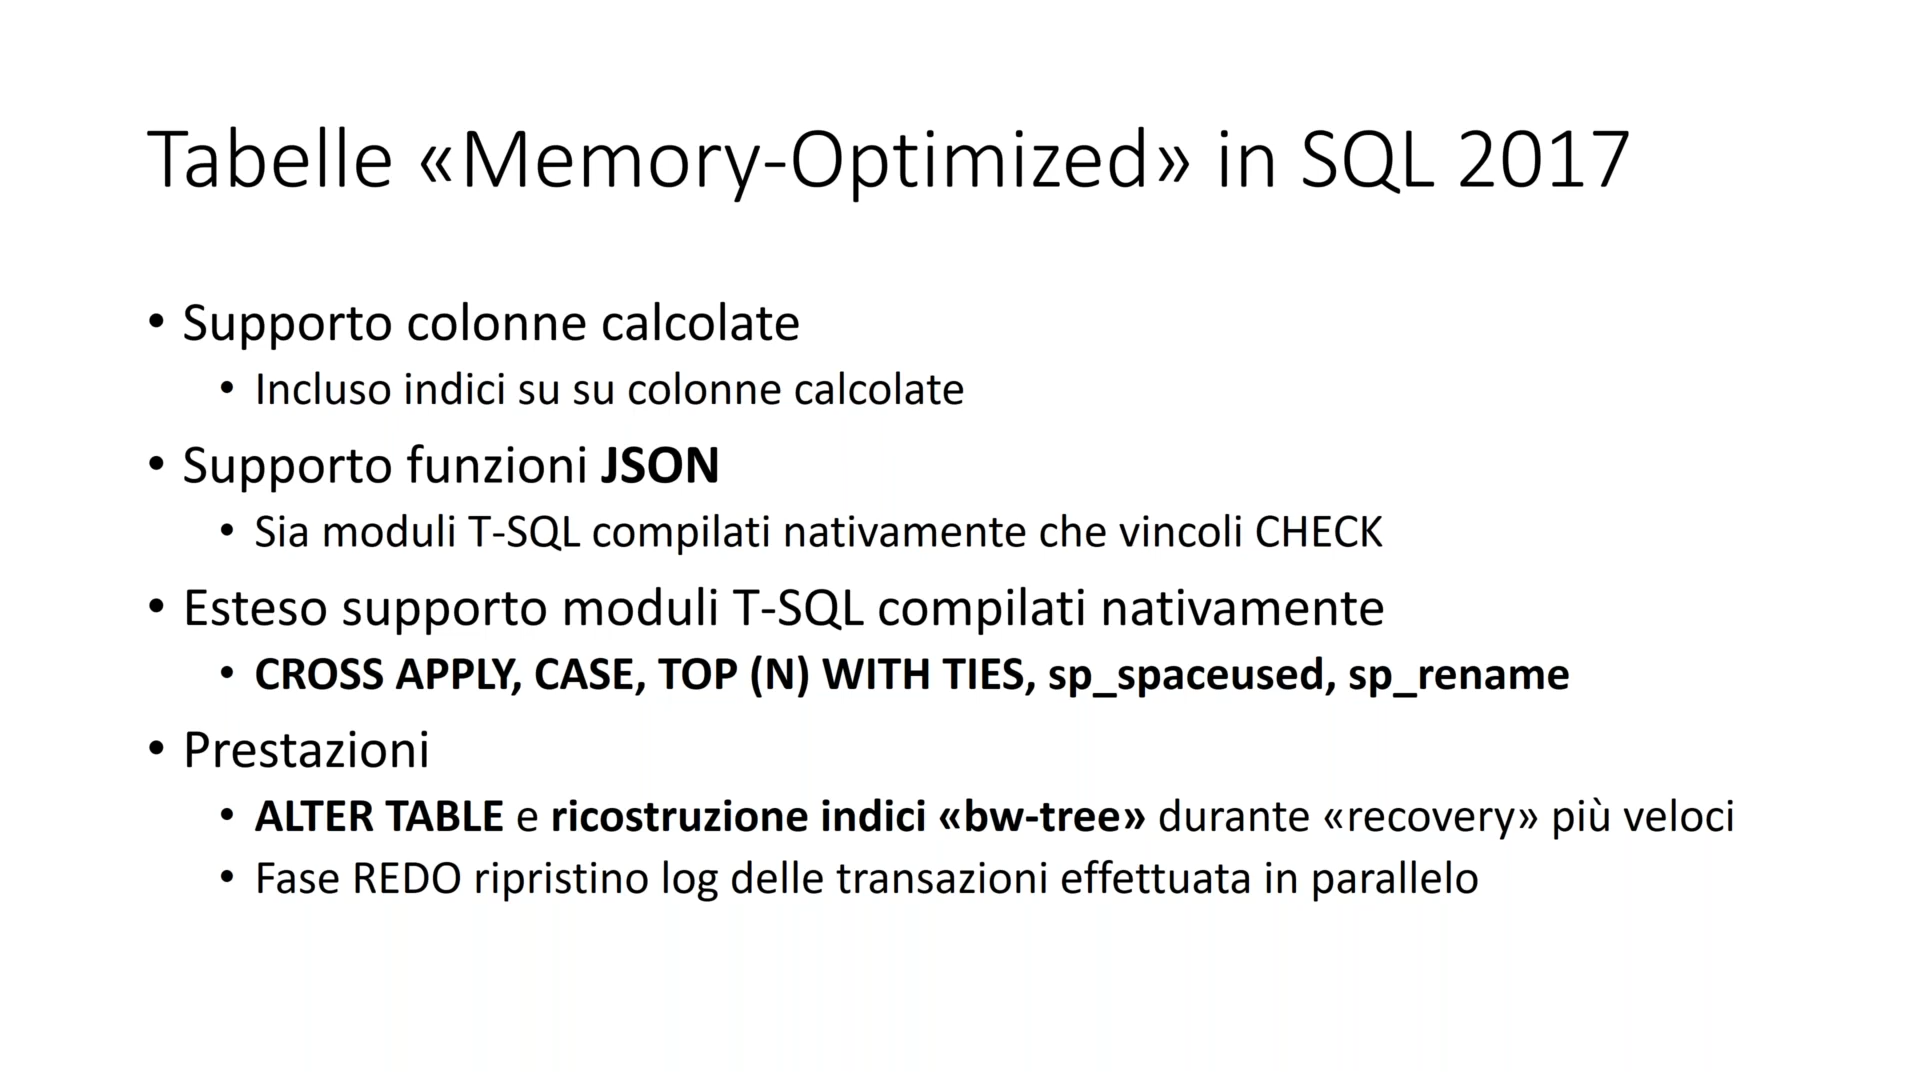 Tabelle «Memory-Optimized» in SQL 2017
• Supporto colonne calcolate
• Incluso indici su su colonne calcolate
• Supporto funzioni JSON
• Sia moduli T-SQL compilati nativamente che vincoli CHECK
• Esteso supporto moduli T-SQL compilati nativamente
• CROSS APPLY, CASE, TOP (N) WITH TIES, sp_spaceused, sp_rename
• Prestazioni
• ALTER TABLE e ricostruzione indici «bw-tree» durante «recovery» più veloci
• Fase REDO ripristino log delle transazioni effettuata in parallelo